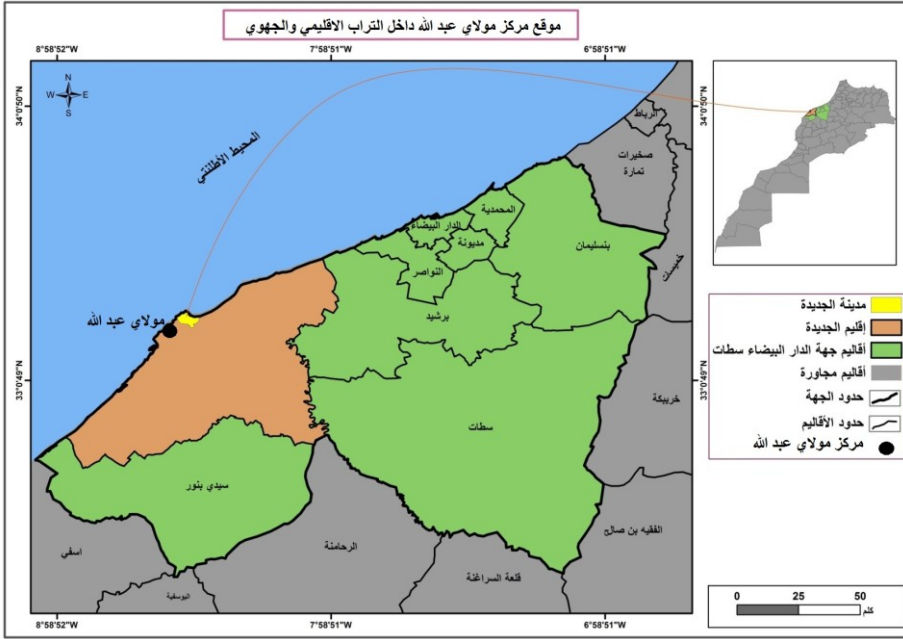 موقع مركز مولاي عبد الله داخل التراب الاقليمي والجهوي
8°58'52"W
7°58'51"W
6°58'51"W
N
W E
S
34°0'50"N
34°0'50"N
المحيط الأطلنتي
الرباط
صخيرات
تمارة
المحمدية
الدار البيضاء
مديونة
بنسليمان
النواصر
خميسات
برشيد
مولاي عبد الله
33°0'49"N
33°0'49"N
سطات
خريبكة
سيدي بنور
الفقيه بن صالح
الرحامنة
اسفي
قلعة السراغنة
اليوسفية
8°58'52"W
7°58'51"W
6°58'51"W
مدينة الجديدة
إقليم الجديدة
أقاليم جهة الدار البيضاء سطات
أقاليم مجاورة
حدود الجهة
حدود الأقاليم
مركز مولاي عبد الله
0 25 50
كلم